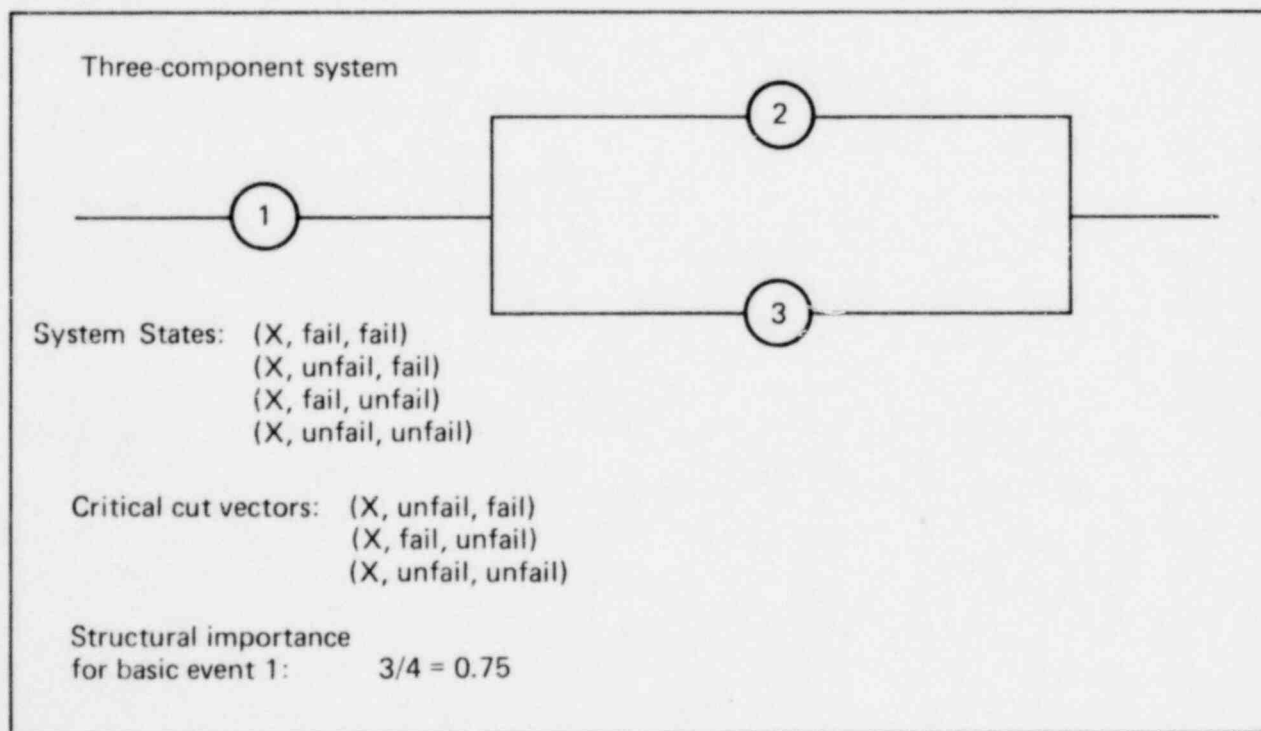 Three-component system
2
1
3
System States: (X, fail, fail)
(X, unfail, fail)
(X, fail, unfail)
(X, unfail, unfail)
Critical cut vectors: (X, unfail, fail)
(X, fail, unfail)
(X, unfail, unfail)
Structural importance
for basic event 1: 3/4 = 0.75